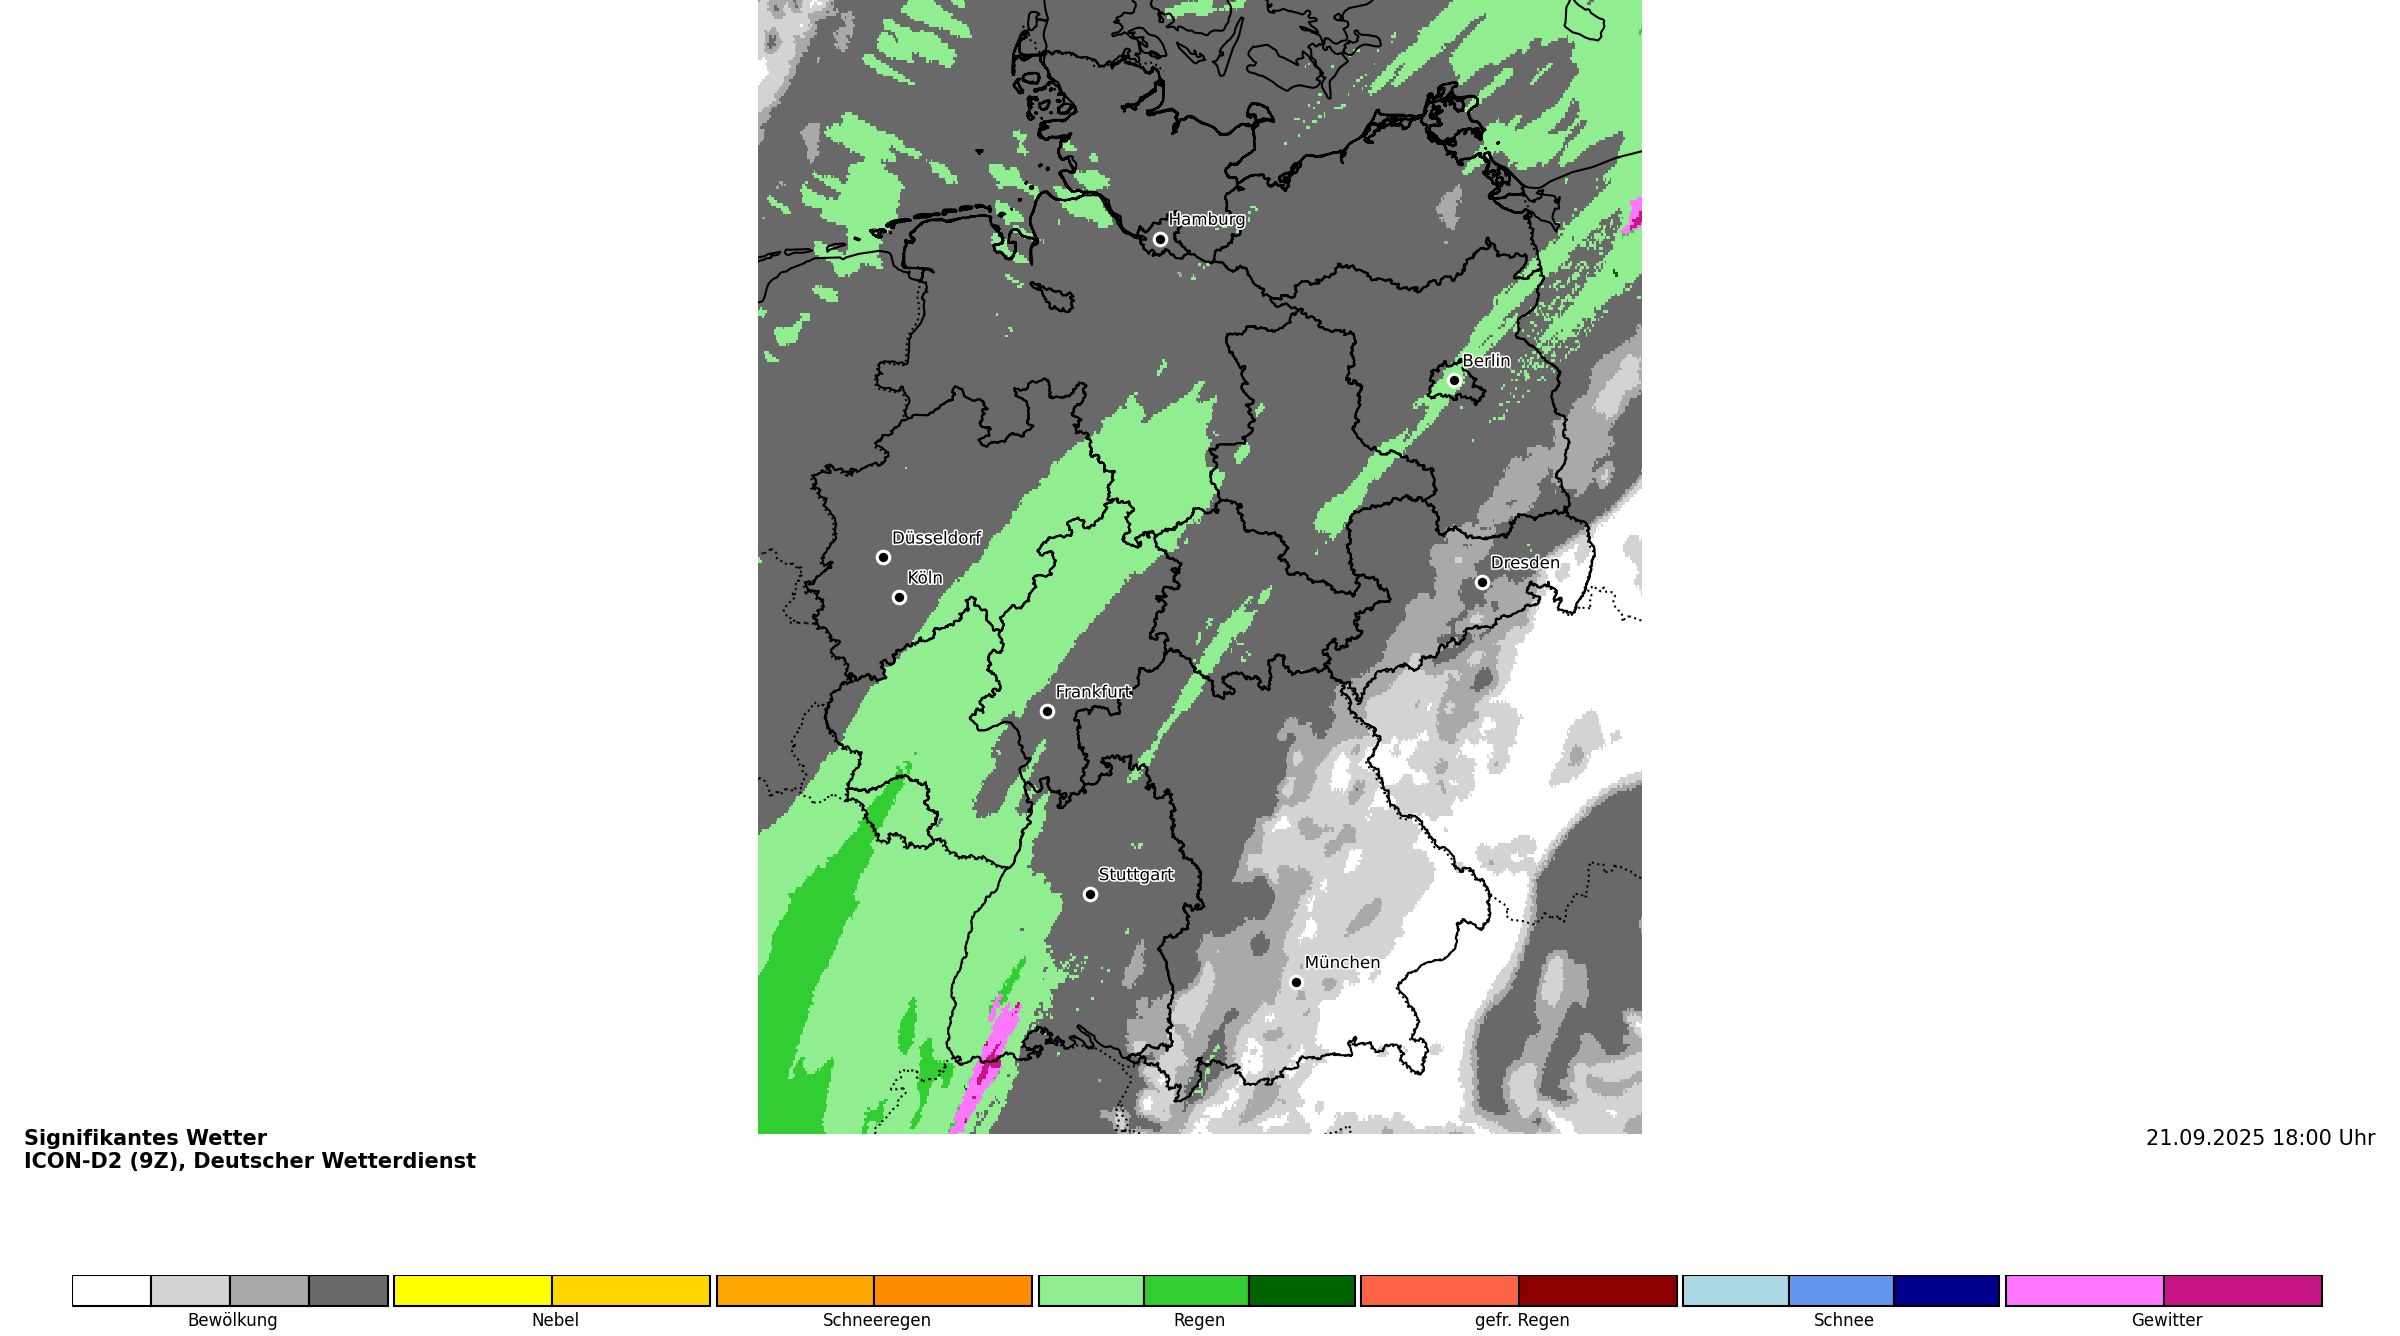 Hamburg
Berlin
Düsseldorf
Köln
Dresden
Frankfurt
Stuttgart
München
Signifikantes Wetter
ICON-D2 (9Z), Deutscher Wetterdienst
21.09.2025 18:00 Uhr
Bewölkung
Nebel
Schneeregen
Regen
gefr. Regen
Schnee
Gewitter